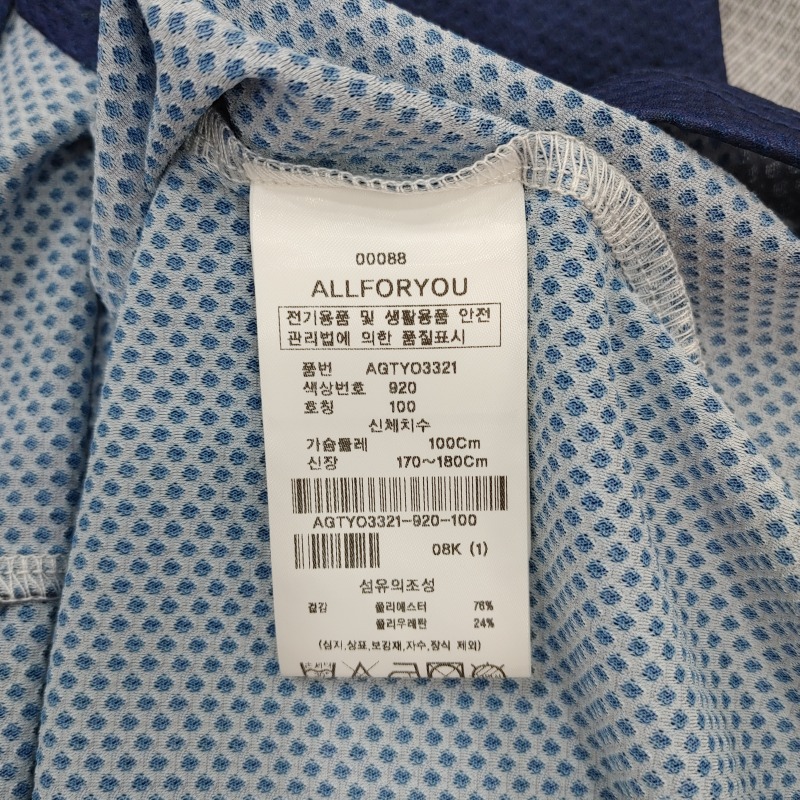 00088
ALLFORYOU
전기용품 및 생활용품 안전
관리법에 의한 품질표시
품번 AGTYO3321
색상번호 920
호칭 100
신체치수
가슴둘레 100Cm
신장 170~180Cm
AGTYO3321-920-100
08K (1)
섬유의조성
겉감 폴리에스터 76%
폴리우레탄 24%
(심지,상표,보강재,자수,장식 제외)